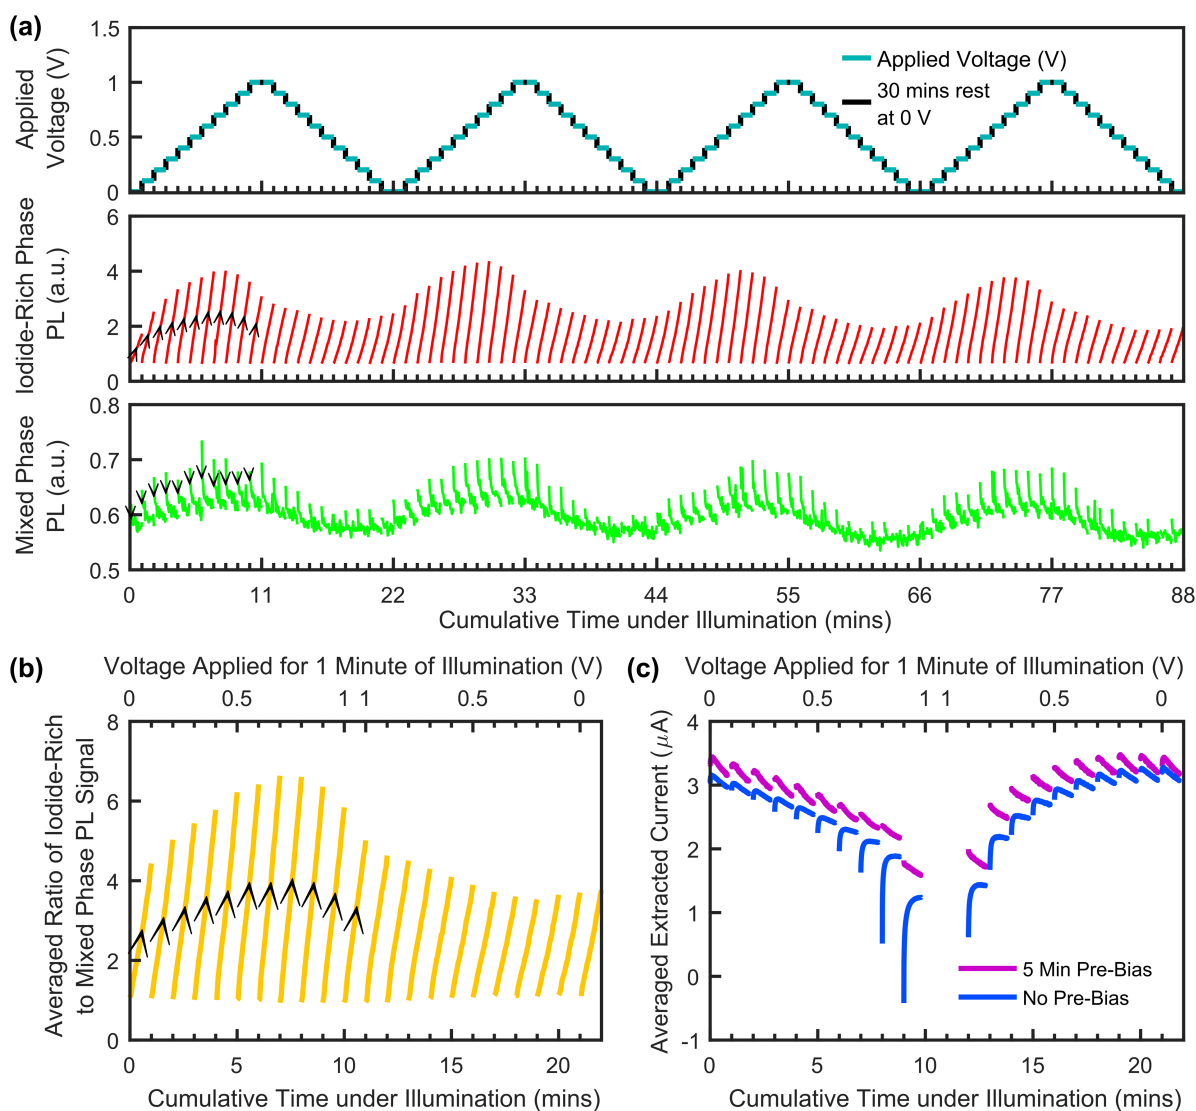 (a)
Applied
Voltage (V)
1.5
1
0.5
0
Applied Voltage (V)
30 mins rest
at 0 V
Iodide-Rich Phase
PL (a.u.)
6
4
2
0
Mixed Phase
PL (a.u.)
0.8
0.7
0.6
0.5
0 11 22 33 44 55 66 77 88
Cumulative Time under Illumination (mins)
(b)
Voltage Applied for 1 Minute of Illumination (V)
0 0.5 1 1 0.5 0
Averaged Ratio of Iodide-Rich
to Mixed Phase PL Signal
8
6
4
2
0
0 5 10 15 20
Cumulative Time under Illumination (mins)
(c)
Voltage Applied for 1 Minute of Illumination (V)
0 0.5 1 1 0.5 0
Averaged Extracted Current (μA)
4
3
2
1
0
-1
5 Min Pre-Bias
No Pre-Bias
0 5 10 15 20
Cumulative Time under Illumination (mins)